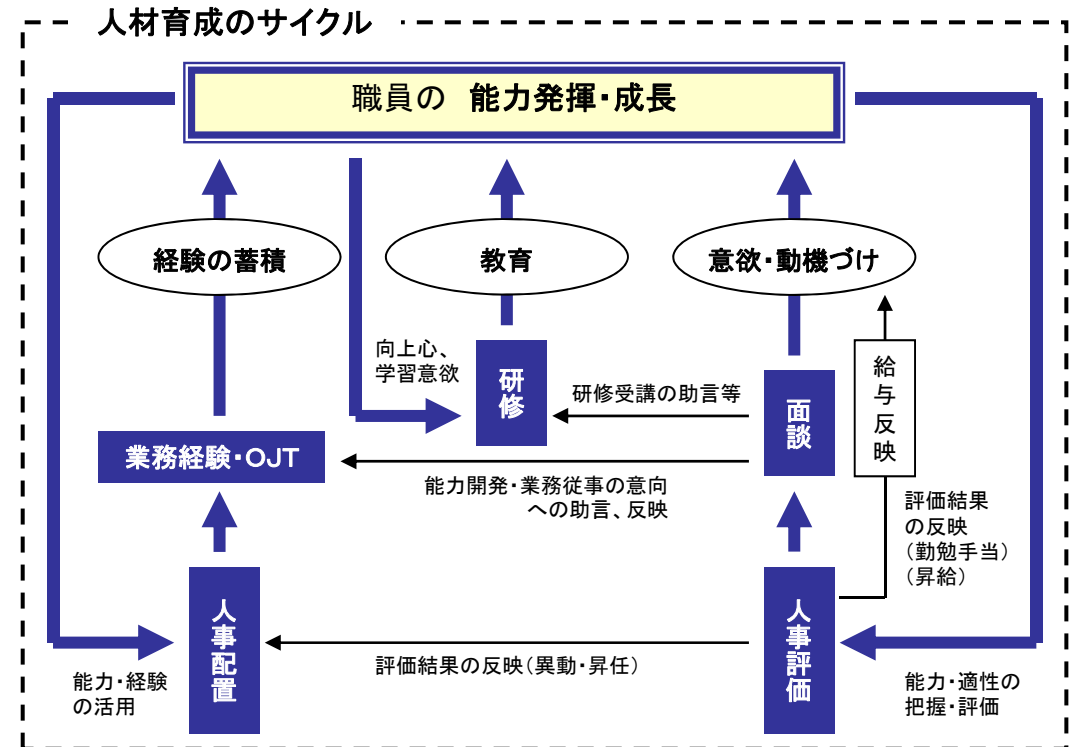 人材育成のサイクル
職員の 能力発揮・成長
経験の蓄積
教育
意欲・動機づけ
向上心、
学習意欲
研修
研修受講の助言等
面談
給与反映
業務経験・OJT
能力開発・業務従事の意向
への助言、反映
評価結果
の反映
(勤勉手当)
(昇給)
人事配置
人事評価
評価結果の反映(異動・昇任)
能力・経験
の活用
能力・適性の
把握・評価